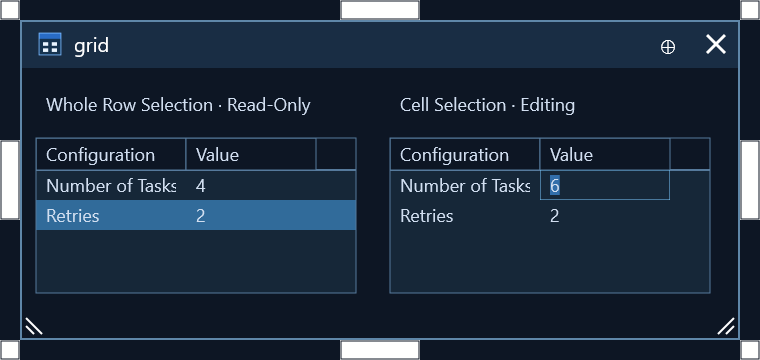 grid
Whole Row Selection · Read-Only
Configuration Value
Number of Tasks 4
Retries 2
Cell Selection · Editing
Configuration Value
Number of Tasks 6
Retries 2